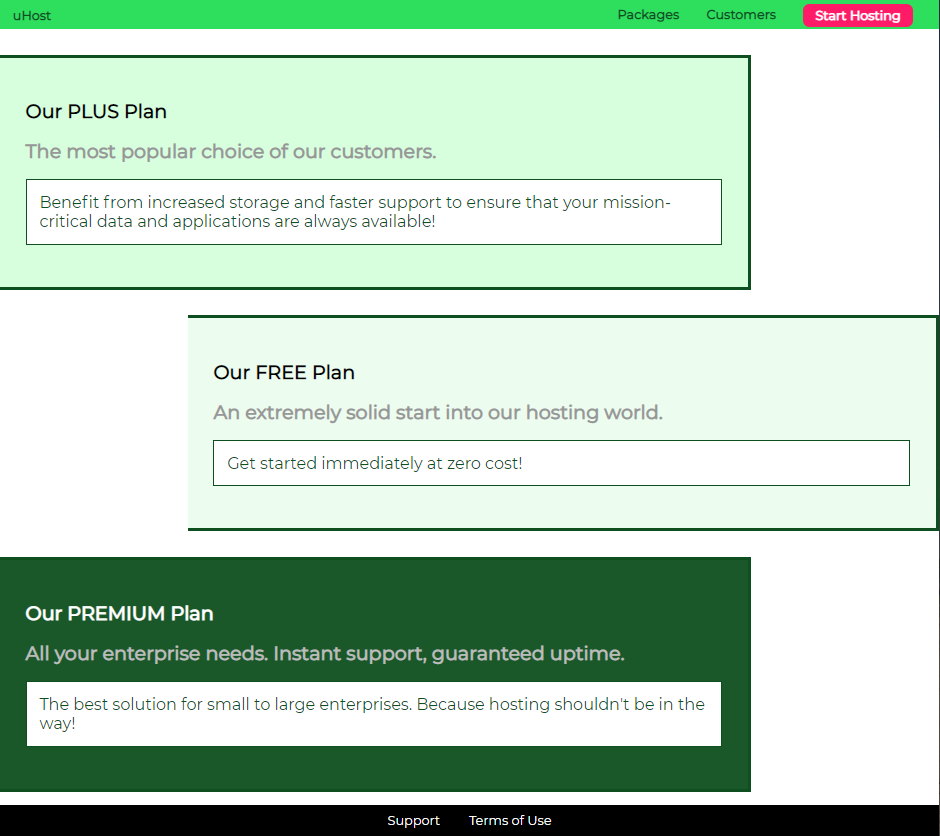 uHost
Packages
Customers
Start Hosting
Our PLUS Plan
The most popular choice of our customers.
Benefit from increased storage and faster support to ensure that your mission-
critical data and applications are always available!
Our FREE Plan
An extremely solid start into our hosting world.
Get started immediately at zero cost!
Our PREMIUM Plan
All your enterprise needs. Instant support, guaranteed uptime.
The best solution for small to large enterprises. Because hosting shouldn't be in the
way!
Support
Terms of Use